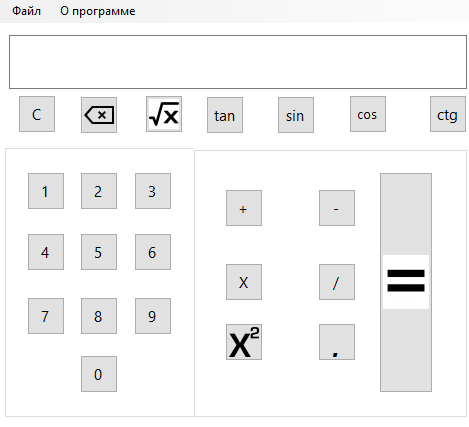 Файл О программе
C √x tan sin cos ctg
1 2 3 + -
4 5 6 X /
7 8 9 X² .
0
=